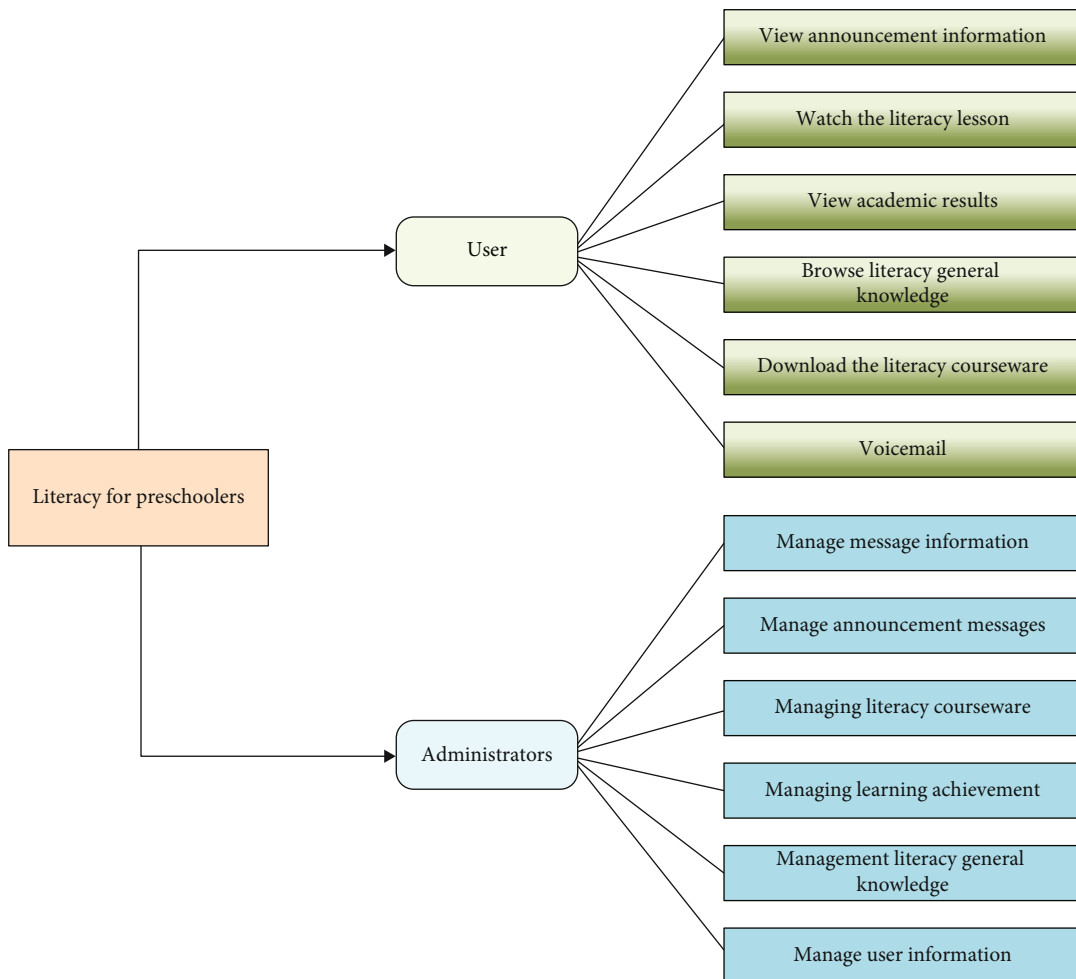 View announcement information
Watch the literacy lesson
View academic results
User
Browse literacy general
knowledge
Download the literacy courseware
Voicemail
Literacy for preschoolers
Manage message information
Manage announcement messages
Managing literacy courseware
Administrators
Managing learning achievement
Management literacy general
knowledge
Manage user information